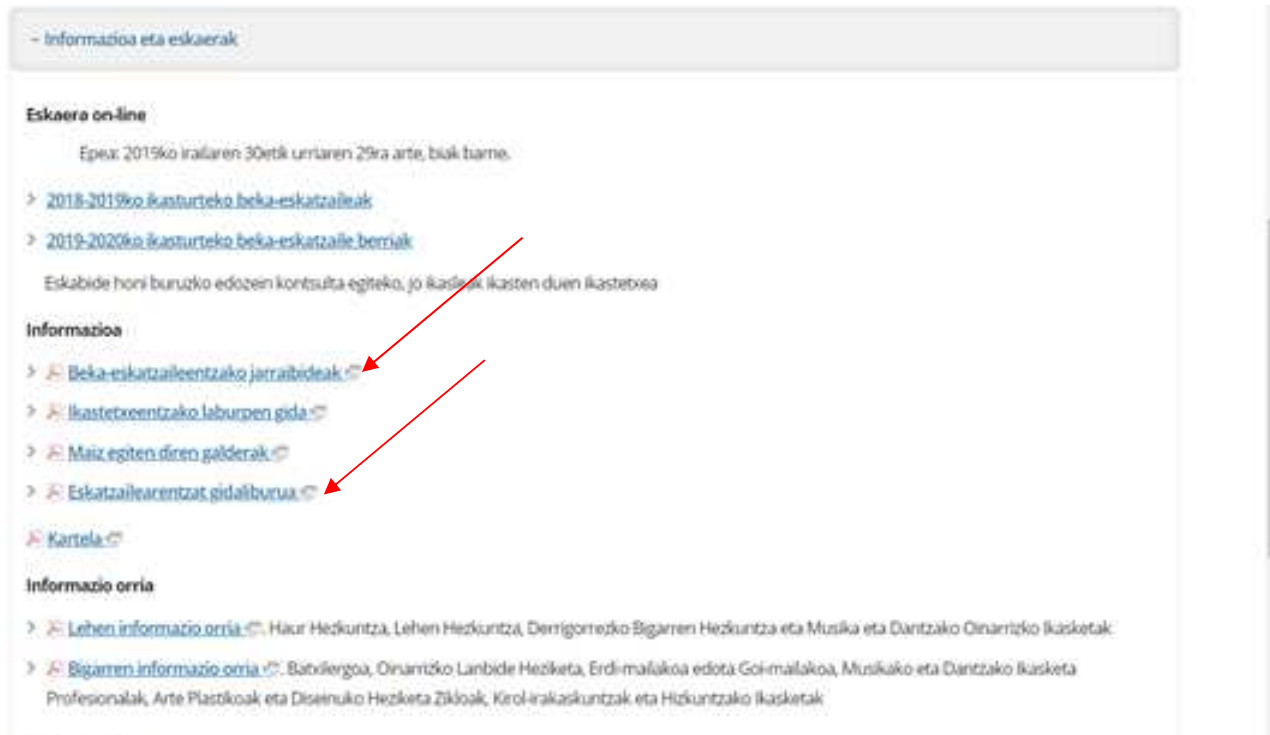 – Informazioa eta eskaerak
Eskaera on-line
Epea: 2019ko irailaren 30etik urriaren 29ra arte, biak barne.
> 2018-2019ko ikasturteko beka-eskatzaileak
> 2019-2020ko ikasturteko beka-eskatzaile berriak
Eskabide honi buruzko edozein kontsulta egiteko, jo ikasleak ikasten duen ikastetxea
Informazioa
> Beka-eskatzaileentzako jarraibideak
> Ikastetxeentzako laburpen gida
> Maiz egiten diren galderak
> Eskatzailearentzat gidaliburua
Kartela
Informazio orria
> Lehen informazio orria. Haur Hezkuntza, Lehen Hezkuntza, Derrigorrezko Bigarren Hezkuntza eta Musika eta Dantzako Oinarrizko Ikasketak
> Bigarren informazio orria. Batxilergoa, Oinarrizko Lanbide Heziketa, Erdi-mailakoa edota Goi-mailakoa, Musikako eta Dantzako Ikasketa
Profesionalak, Arte Plastikoak eta Diseinuko Heziketa Zikloak, Kirol-irakaskuntzak eta Hizkuntzako Ikasketak